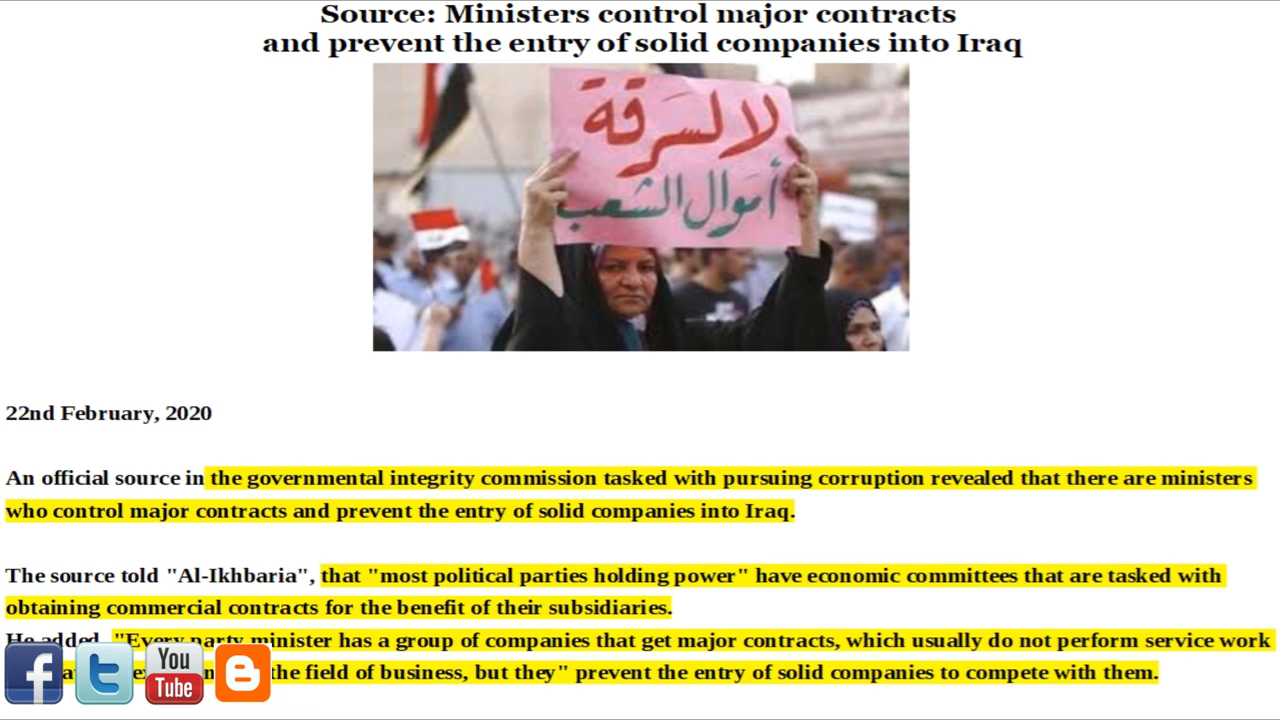 Source: Ministers control major contracts
and prevent the entry of solid companies into Iraq
لا لسَرقة
أموال الشعب
22nd February, 2020
An official source in the governmental integrity commission tasked with pursuing corruption revealed that there are ministers
who control major contracts and prevent the entry of solid companies into Iraq.
The source told "Al-Ikhbaria", that "most political parties holding power" have economic committees that are tasked with
obtaining commercial contracts for the benefit of their subsidiaries.
He added, "Every party minister has a group of companies that get major contracts, which usually do not perform service work
the field of business, but they" prevent the entry of solid companies to compete with them.
You
Tube